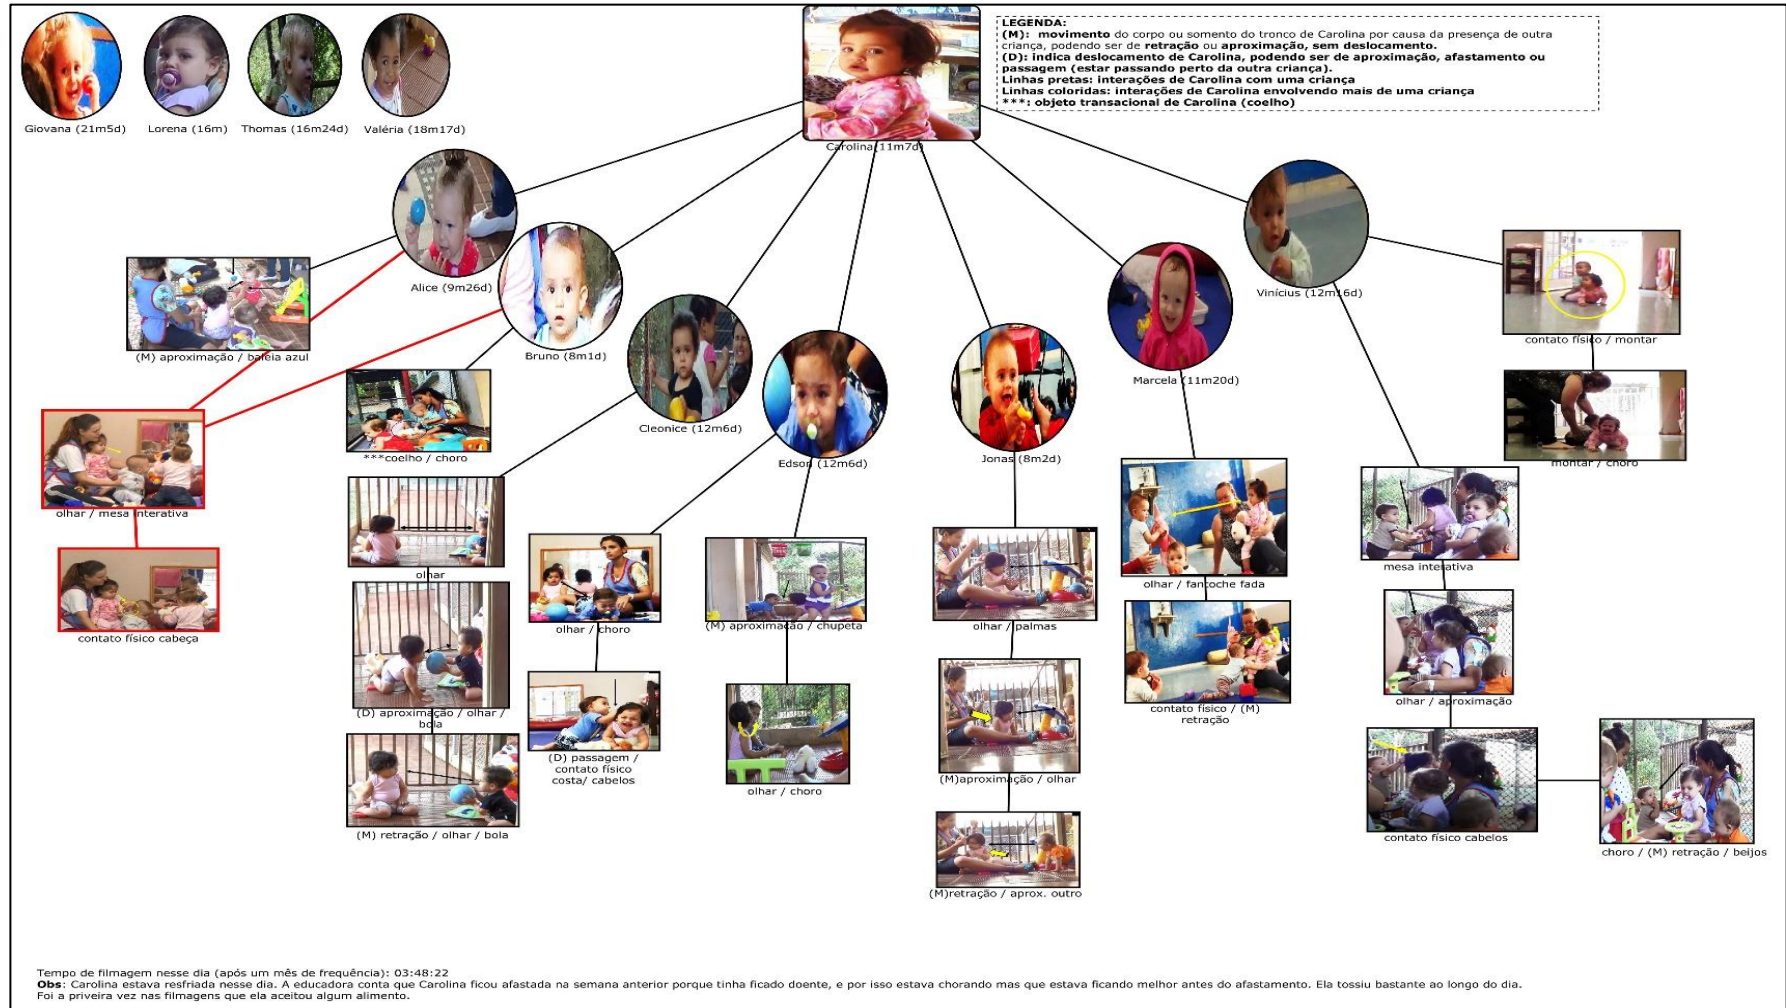 LEGENDA:
(M): movimento do corpo ou somento do tronco de Carolina por causa da presença de outra
criança, podendo ser de retração ou aproximação, sem deslocamento.
(D): indica deslocamento de Carolina, podendo ser de aproximação, afastamento ou
passagem (estar passando perto da outra criança).
Linhas pretas: interações de Carolina com uma criança
Linhas coloridas: interações de Carolina envolvendo mais de uma criança
***: objeto transacional de Carolina (coelho)
Giovana (21m5d)
Lorena (16m)
Thomas (16m24d)
Valéria (18m17d)
Carolina (11m7d)
Alice (9m26d)
Bruno (8m1d)
Cleonice (12m6d)
Edson (12m6d)
Jonas (8m2d)
Marcela (11m20d)
Vinícius (12m16d)
(M) aproximação / baleia azul
olhar / mesa interativa
contato físico cabeça
***coelho / choro
olhar
(D) aproximação / olhar /
bola
(M) retração / olhar / bola
olhar / choro
(D) passagem /
contato físico
costa/ cabelos
(M) aproximação / chupeta
olhar / choro
olhar / palmas
(M)aproximação / olhar
(M)retração / aprox. outro
olhar / fantoche fada
contato físico / (M)
retração
contato físico / montar
montar / choro
mesa interativa
olhar / aproximação
contato físico cabelos
choro / (M) retração / beijos
Tempo de filmagem nesse dia (após um mês de frequência): 03:48:22
Obs: Carolina estava resfriada nesse dia. A educadora conta que Carolina ficou afastada na semana anterior porque tinha ficado doente, e por isso estava chorando mas que estava ficando melhor antes do afastamento. Ela tossiu bastante ao longo do dia.
Foi a priveira vez nas filmagens que ela aceitou algum alimento.